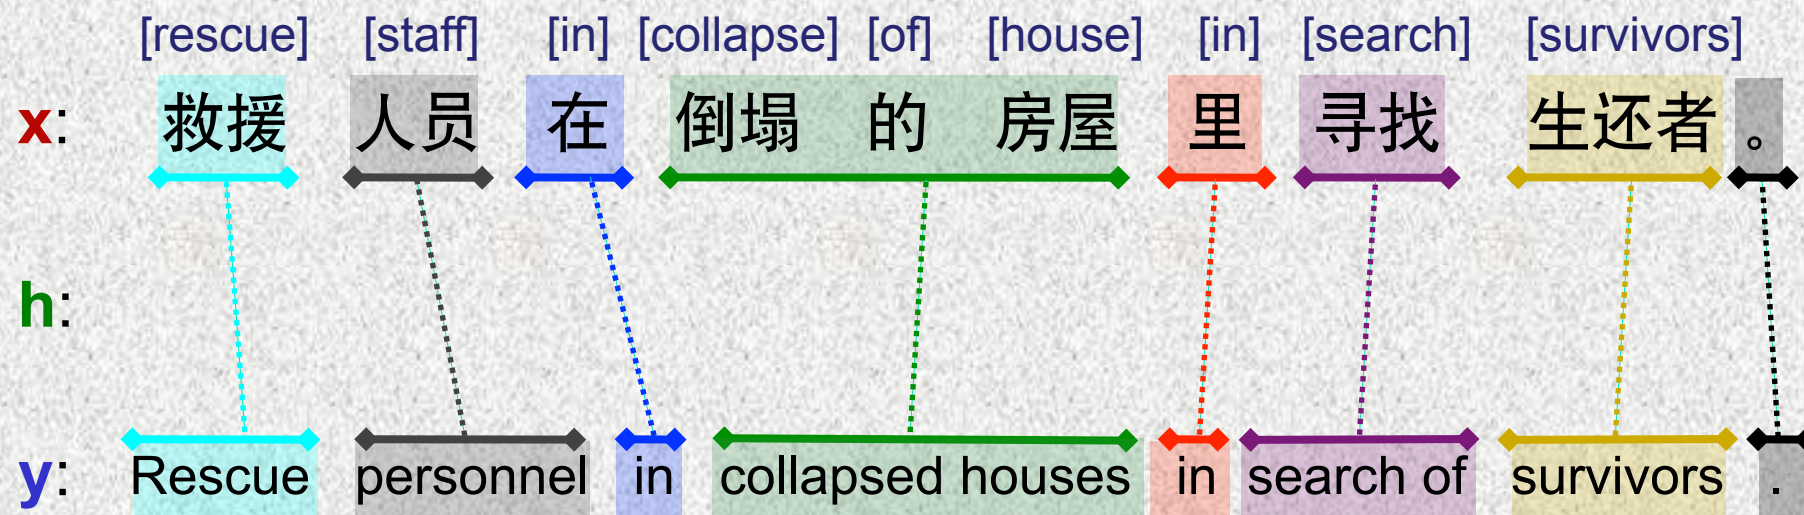 [rescue] [staff] [in] [collapse] [of] [house] [in] [search] [survivors]
x: 救援 人员 在 倒塌 的 房屋 里 寻找 生还者 。
h:
y: Rescue personnel in collapsed houses in search of survivors .